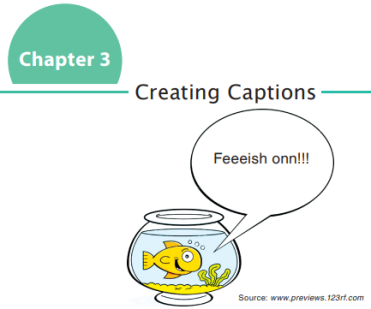 Chapter 3
Creating Captions
Feeeish onn!!!
Source: www.previews.123rf.com